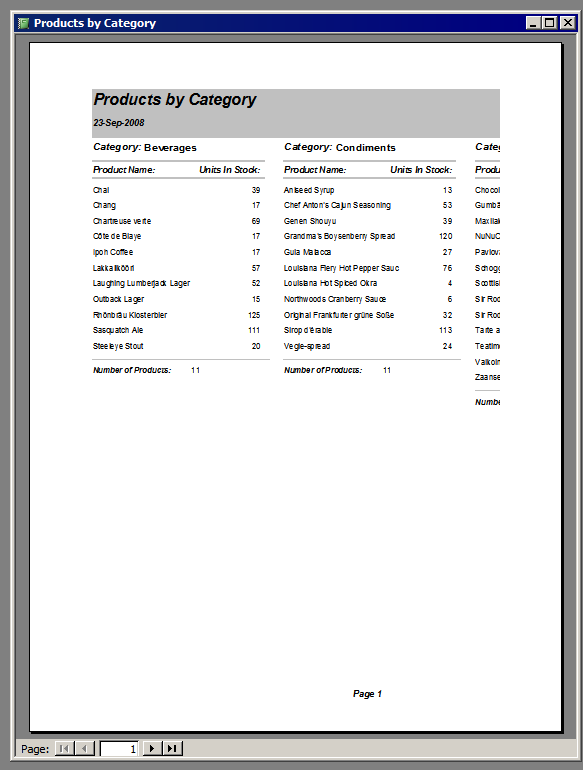 Products by Category
Products by Category
23-Sep-2008
Category: Beverages
Product Name: Units In Stock:
Chai 39
Chang 17
Chartreuse verte 69
Côte de Blaye 17
Ipoh Coffee 17
Lakkalikööri 57
Laughing Lumberjack Lager 52
Outback Lager 15
Rhönbräu Klosterbier 125
Sasquatch Ale 111
Steeleye Stout 20
Number of Products: 11
Category: Condiments
Product Name: Units In Stock:
Aniseed Syrup 13
Chef Anton's Cajun Seasoning 53
Genen Shouyu 39
Grandma's Boysenberry Spread 120
Gula Malacca 27
Louisiana Fiery Hot Pepper Sauc 76
Louisiana Hot Spiced Okra 4
Northwoods Cranberry Sauce 6
Original Frankfurter grüne Soße 32
Sirop d'érable 113
Vegie-spread 24
Number of Products: 11
Categ
Produ
Chocol
Gumbä
Maxilak
NuNuC
Pavlova
Schogg
Scottis
Sir Roc
Sir Roc
Tarte a
Teatim
Valkoin
Zaanse
Numbe
Page 1
Page: 1